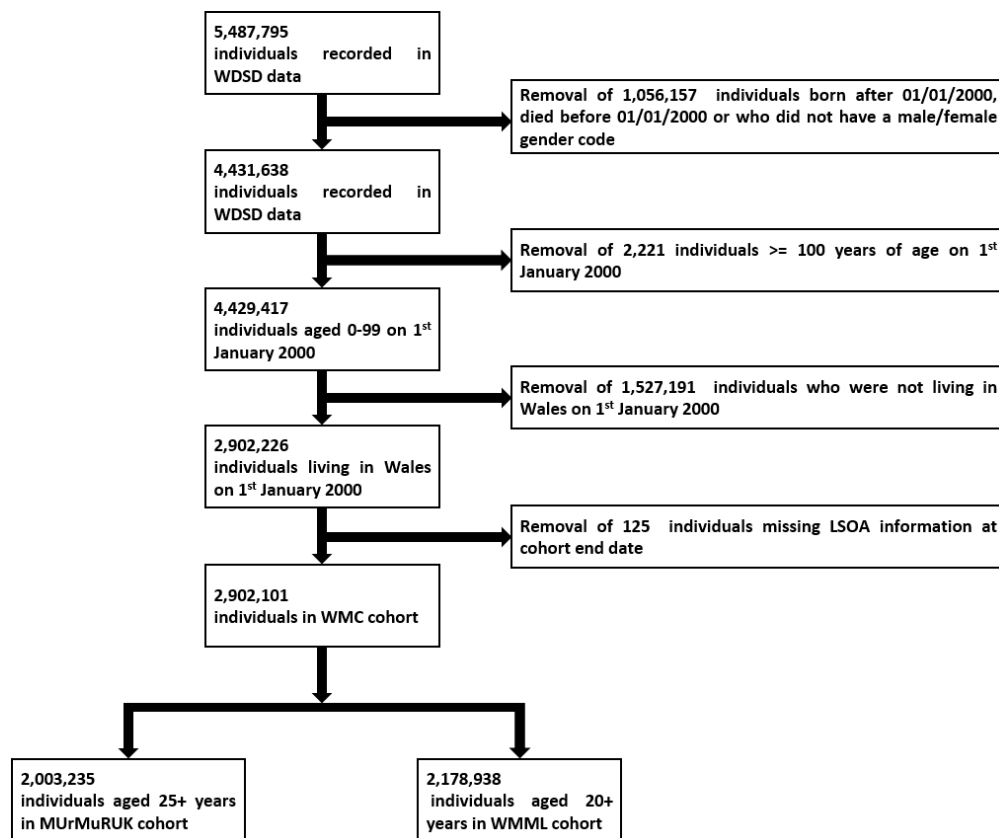 5,487,795
individuals recorded in
WDSD data
Removal of 1,056,157 individuals born after 01/01/2000,
died before 01/01/2000 or who did not have a male/female
gender code
4,431,638
individuals recorded in
WDSD data
Removal of 2,221 individuals >= 100 years of age on 1st
January 2000
4,429,417
individuals aged 0-99 on 1st
January 2000
Removal of 1,527,191 individuals who were not living in
Wales on 1st January 2000
2,902,226
individuals living in Wales
on 1st January 2000
Removal of 125 individuals missing LSOA information at
cohort end date
2,902,101
individuals in WMC cohort
2,003,235
individuals aged 25+ years
in MUrMuRUK cohort
2,178,938
individuals aged 20+
years in WMML cohort